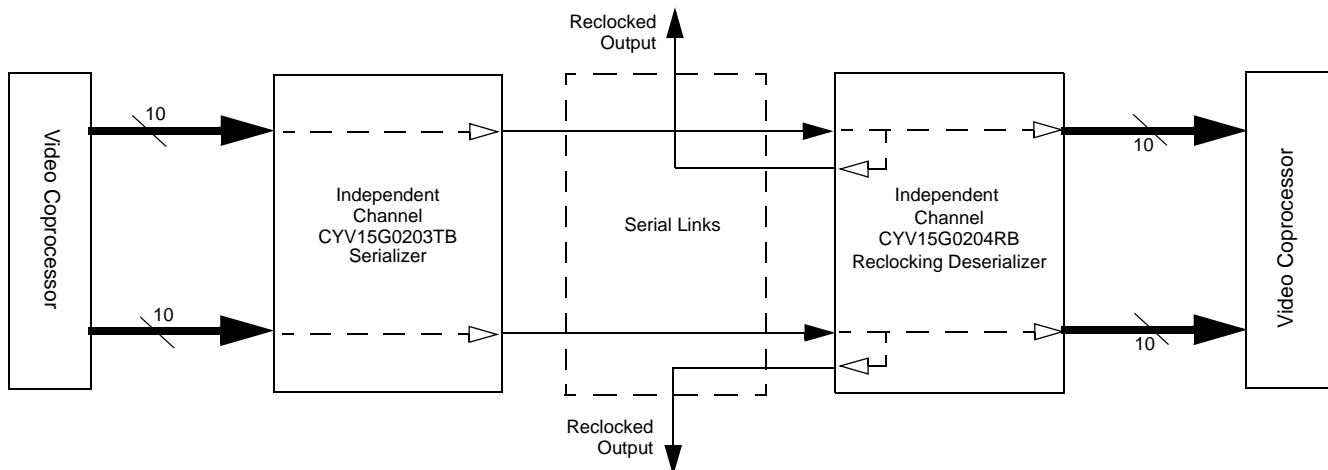 Reclocked
Output
10
10
Video Coprocessor
Independent
Channel
CYV15G0203TB
Serializer
Serial Links
Independent
Channel
CYV15G0204RB
Reclocking Deserializer
Video Coprocessor
10
10
Reclocked
Output